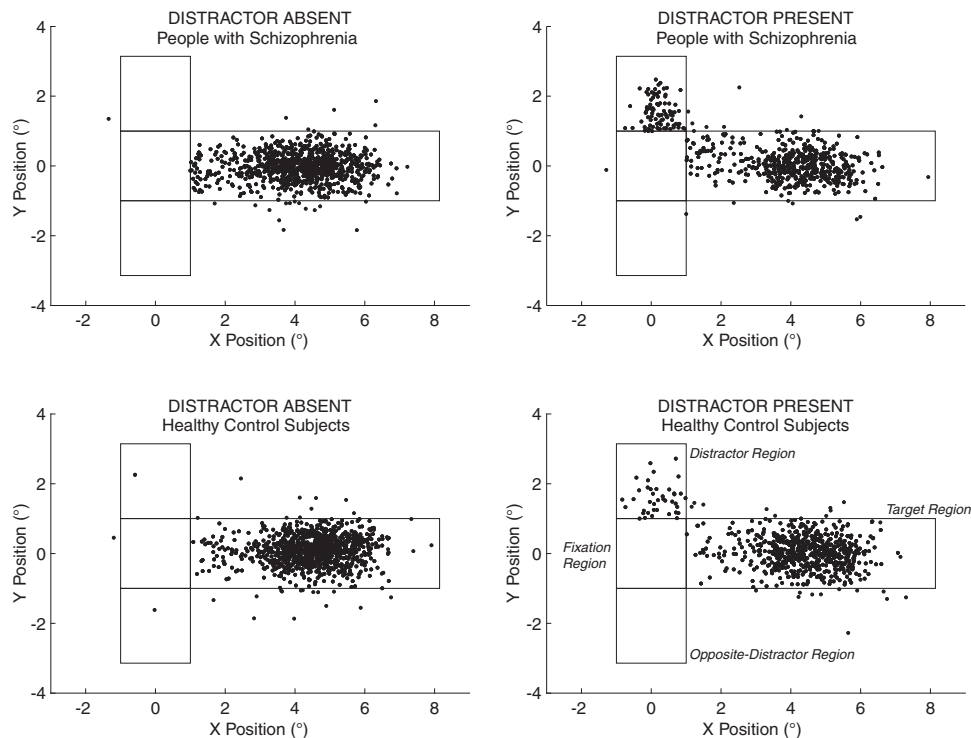 DISTRACTOR ABSENT
People with Schizophrenia
4
2
0
-2
-4
Y Position (°)
-2 0 2 4 6 8
X Position (°)
DISTRACTOR PRESENT
People with Schizophrenia
4
2
0
-2
-4
Y Position (°)
-2 0 2 4 6 8
X Position (°)
DISTRACTOR ABSENT
Healthy Control Subjects
4
2
0
-2
-4
Y Position (°)
-2 0 2 4 6 8
X Position (°)
DISTRACTOR PRESENT
Healthy Control Subjects
4
2
0
-2
-4
Y Position (°)
Distractor Region
Target Region
Fixation
Region
Opposite-Distractor Region
-2 0 2 4 6 8
X Position (°)